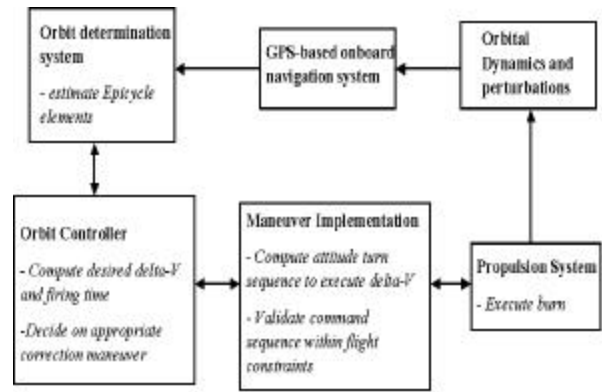 Orbit determination
system
- estimate Epicycle
elements
GPS-based onboard
navigation system
Orbital
Dynamics and
perturbations
Orbit Controller
- Compute desired delta-V
and firing time
-Decide on appropriate
correction maneuver
Maneuver Implementation
- Compute attitude turn
sequence to execute delta-V
- Validate command
sequence within flight
constraints
Propulsion System
- Execute burn